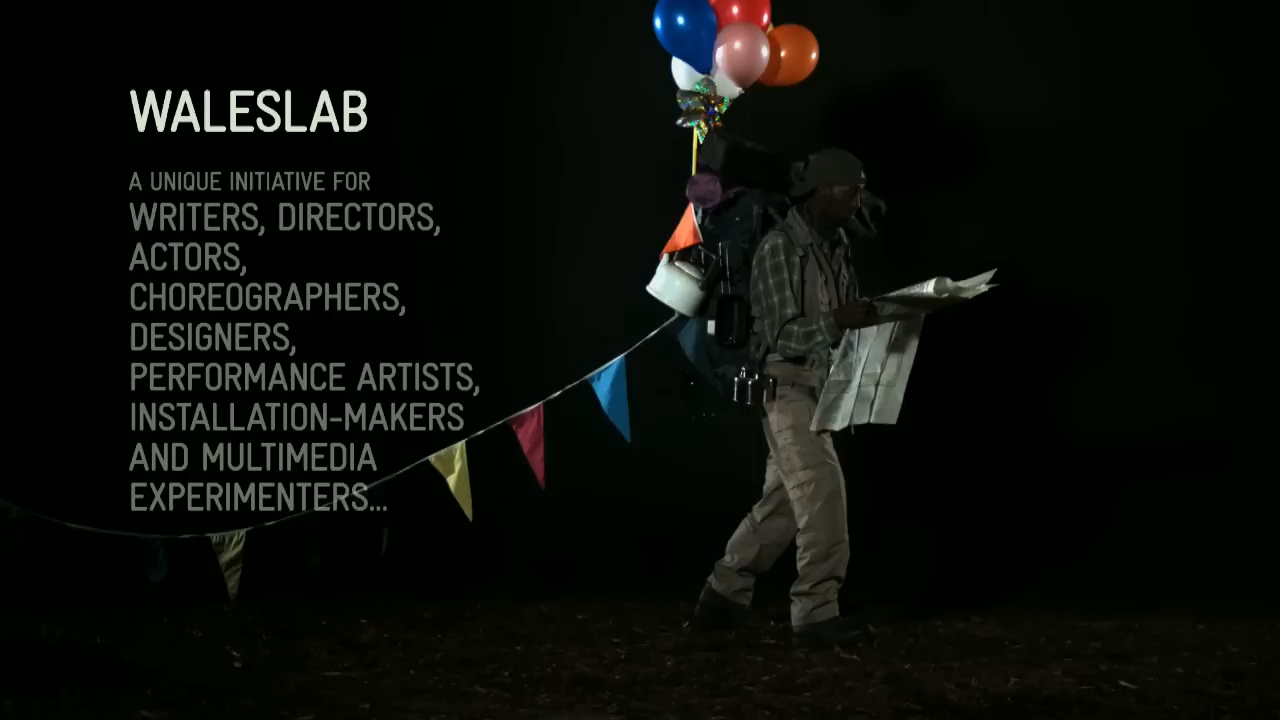 WALESLAB
A UNIQUE INITIATIVE FOR
WRITERS, DIRECTORS,
ACTORS,
CHOREOGRAPHERS,
DESIGNERS,
PERFORMANCE ARTISTS,
INSTALLATION-MAKERS
AND MULTIMEDIA
EXPERIMENTERS...